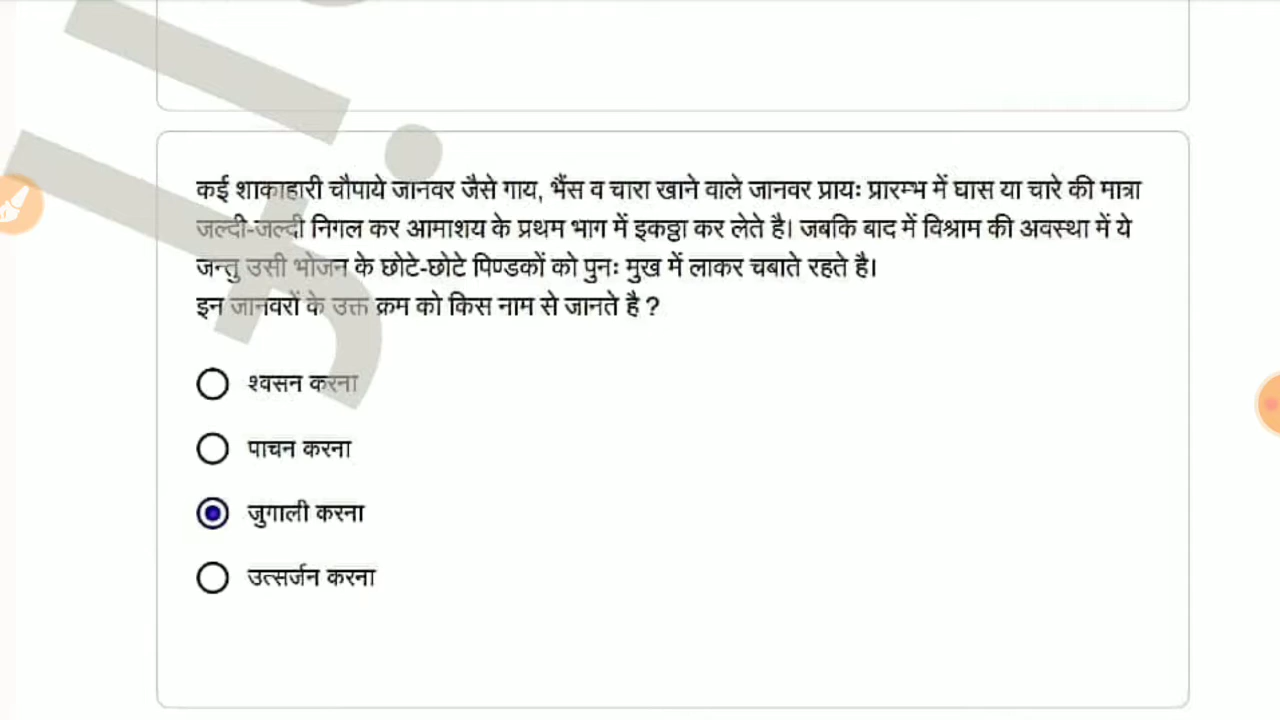 कई शाकाहारी चौपाये जानवर जैसे गाय, भैंस व चारा खाने वाले जानवर प्रायः प्रारम्भ में घास या चारे की मात्रा
जल्दी-जल्दी निगल कर आमाशय के प्रथम भाग में इकठ्ठा कर लेते है। जबकि बाद में विश्राम की अवस्था में ये
जन्तु उसी भोजन के छोटे-छोटे पिण्डकों को पुनः मुख में लाकर चबाते रहते है।
इन जानवरों के उक्त क्रम को किस नाम से जानते है ?
श्वसन करना
पाचन करना
जुगाली करना
उत्सर्जन करना